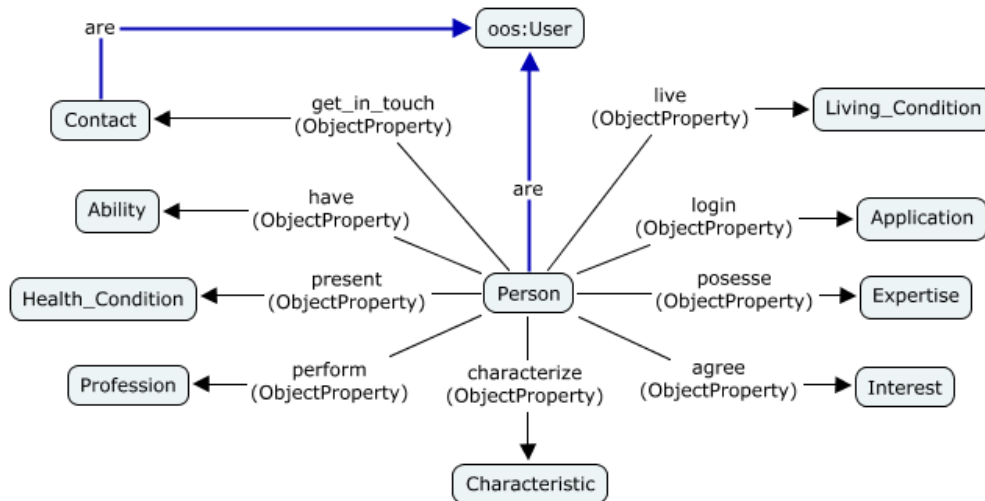 are
oos:User
Contact
get_in_touch
(ObjectProperty)
live
(ObjectProperty)
Living_Condition
are
Ability
have
(ObjectProperty)
login
(ObjectProperty)
Application
Health_Condition
present
(ObjectProperty)
Person
posesse
(ObjectProperty)
Expertise
Profession
perform
(ObjectProperty)
characterize
(ObjectProperty)
agree
(ObjectProperty)
Interest
Characteristic